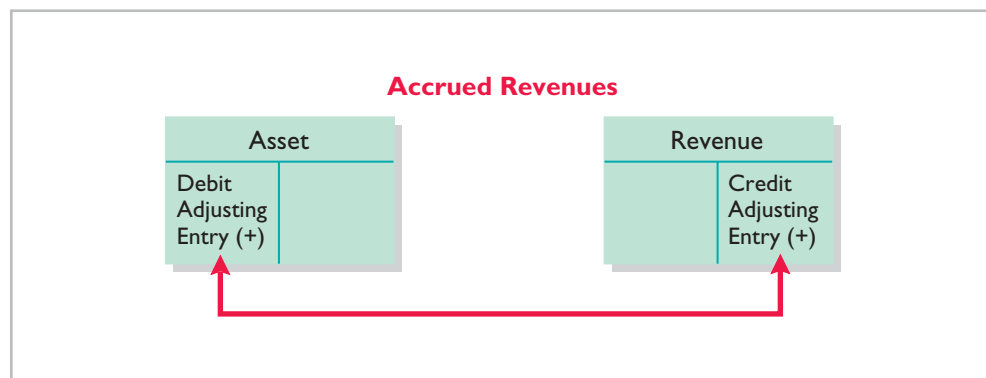 Accrued Revenues
Asset
Debit
Adjusting
Entry (+)
Revenue
Credit
Adjusting
Entry (+)